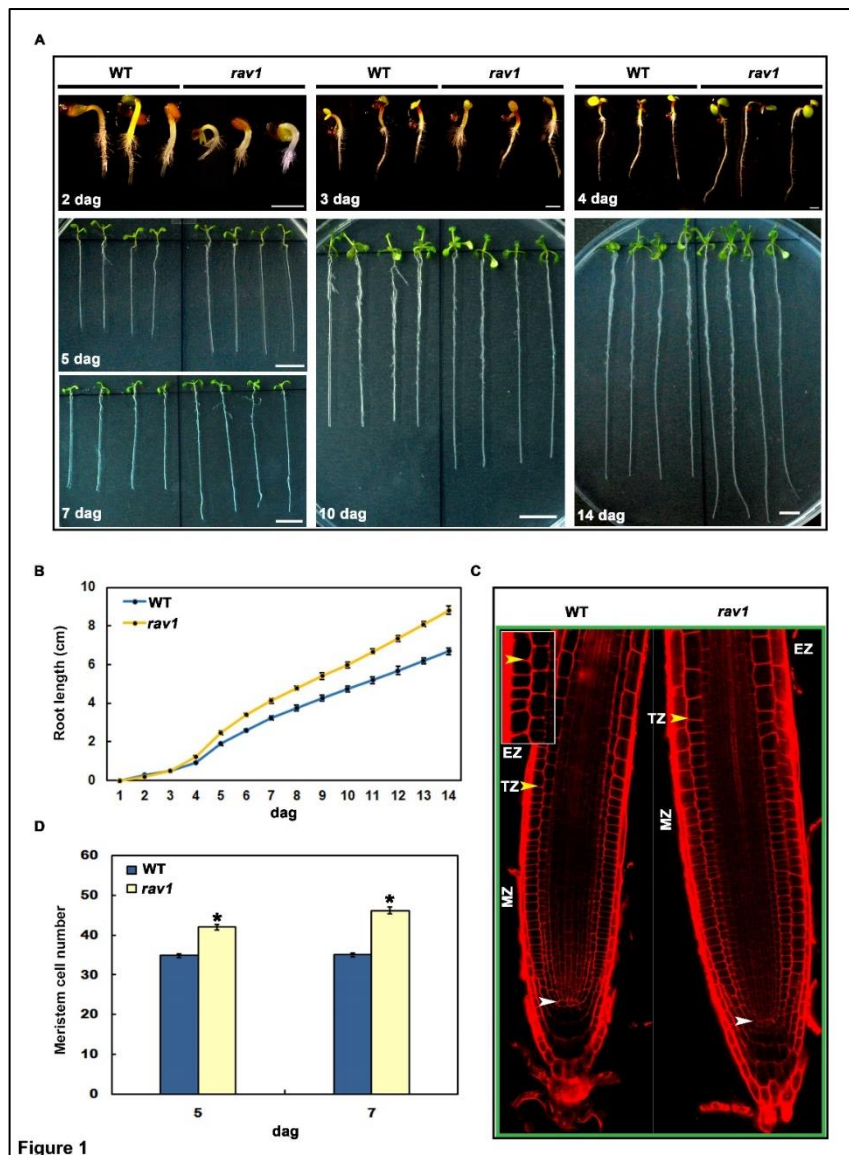 A
WT rav1 WT rav1 WT rav1
2 dag 3 dag 4 dag
5 dag
7 dag 10 dag 14 dag
B
Root length (cm)
10
8
6
4
2
0
WT
rav1
1 2 3 4 5 6 7 8 9 10 11 12 13 14
dag
C
WT rav1
EZ
TZ
EZ
TZ
MZ
MZ
D
Meristem cell number
60
50
40
30
20
10
0
WT
rav1
* *
5 7
dag
Figure 1